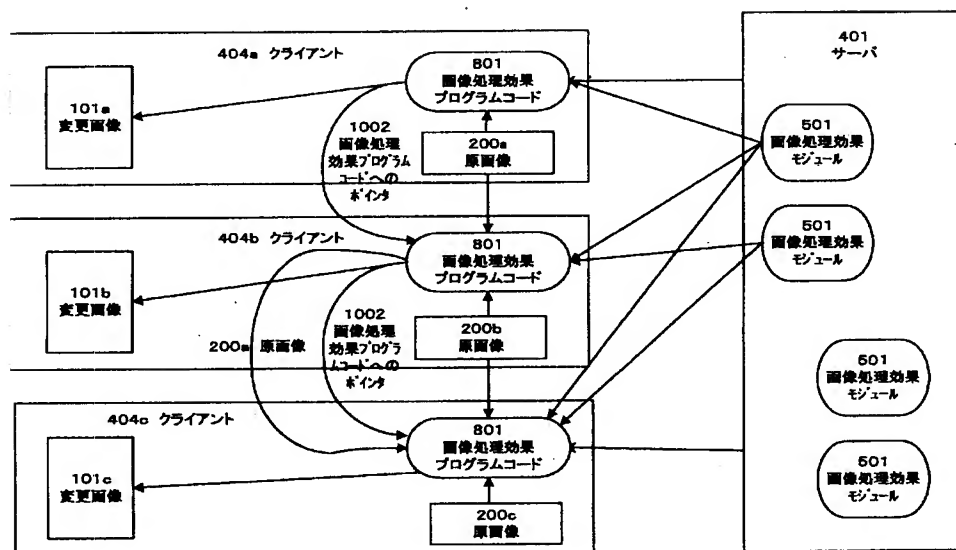 404a クライアント
101a
変更画像
801
画像処理効果
プログラムコード
1002
画像処理
効果プログラム
コードへの
ポインタ
200a
原画像
404b クライアント
101b
変更画像
801
画像処理効果
プログラムコード
200a 原画像
1002
画像処理
効果プログラ
ムコードへの
ポインタ
200b
原画像
404c クライアント
101c
変更画像
801
画像処理効果
プログラムコード
200c
原画像
401
サーバ
501
画像処理効果
モジュール
501
画像処理効果
モジュール
501
画像処理効果
モジュール
501
画像処理効果
モジュール